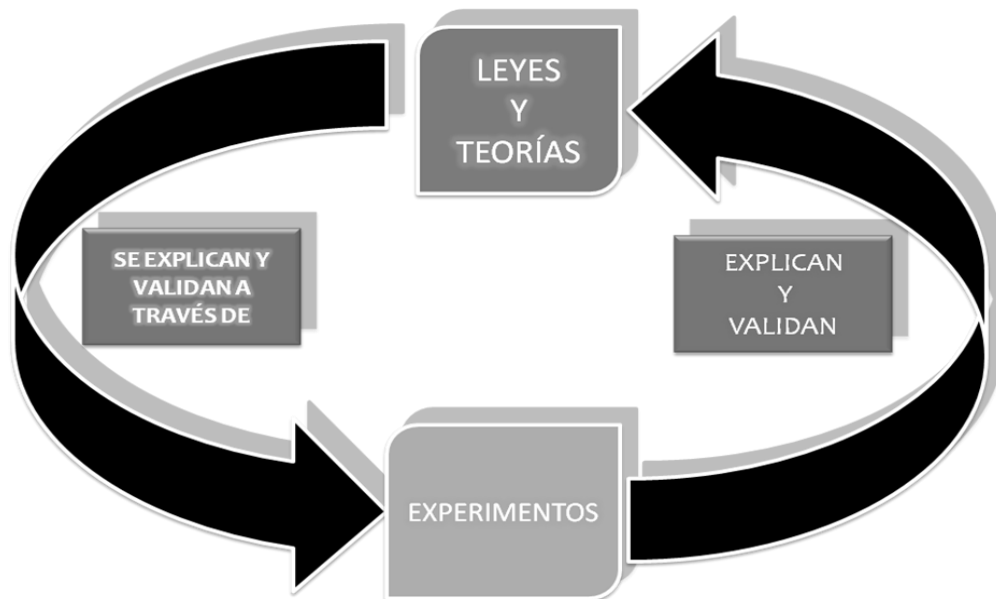 LEYES
Y
TEORÍAS
SE EXPLICAN Y
VALIDAN A
TRAVÉS DE
EXPLICAN
Y
VALIDAN
EXPERIMENTOS